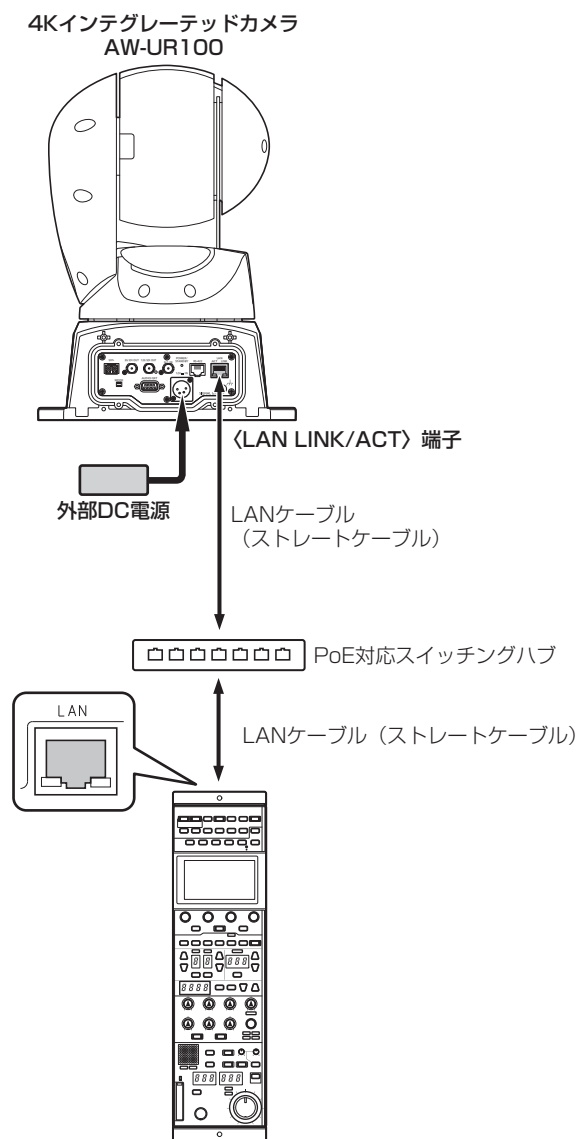 4Kインテグレーテッドカメラ
AW-UR100
〈LAN LINK/ACT〉端子
外部DC電源
LANケーブル
（ストレートケーブル）
PoE対応スイッチングハブ
LAN
LANケーブル（ストレートケーブル）